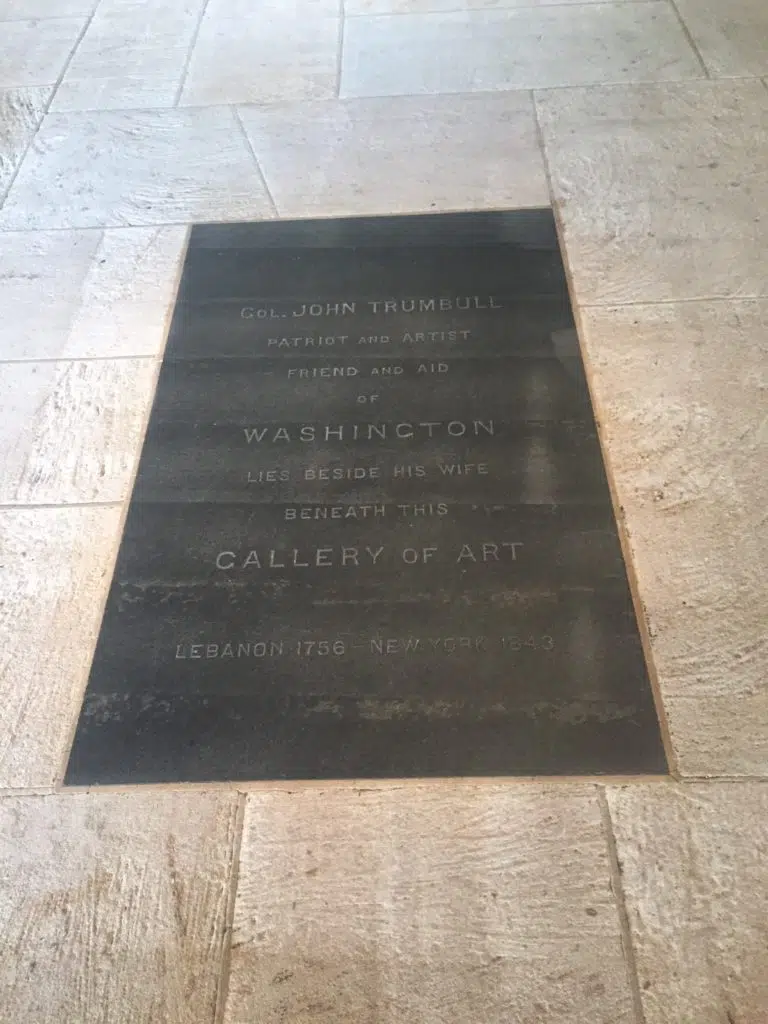 COL. JOHN TRUMBULL
PATRIOT AND ARTIST
FRIEND AND AID
OF
WASHINGTON
LIES BESIDE HIS WIFE
BENEATH THIS
GALLERY OF ART
LEBANON 1756 – NEW YORK 1843